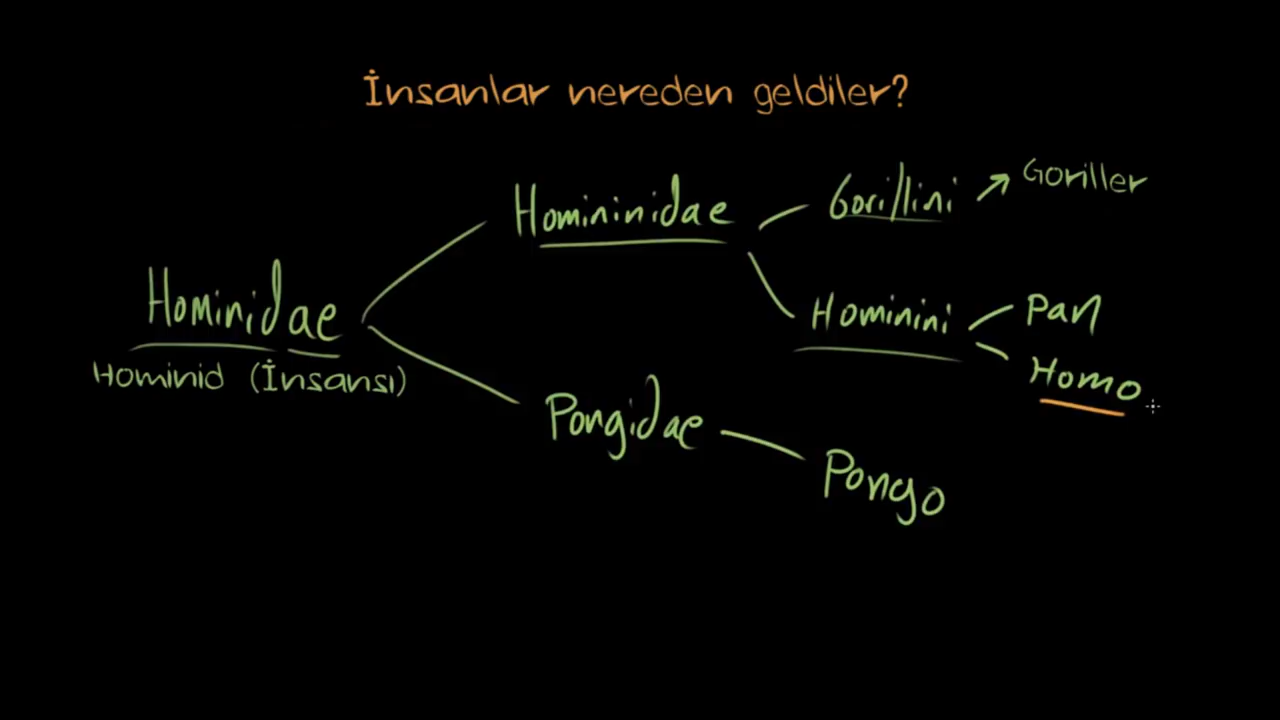 İnsanlar nereden geldiler?
Hominidae
Hominid (İnsansı)
Homininidae
Pongidae
Gorillini
Goriller
Hominini
Pan
Homo
Pongo